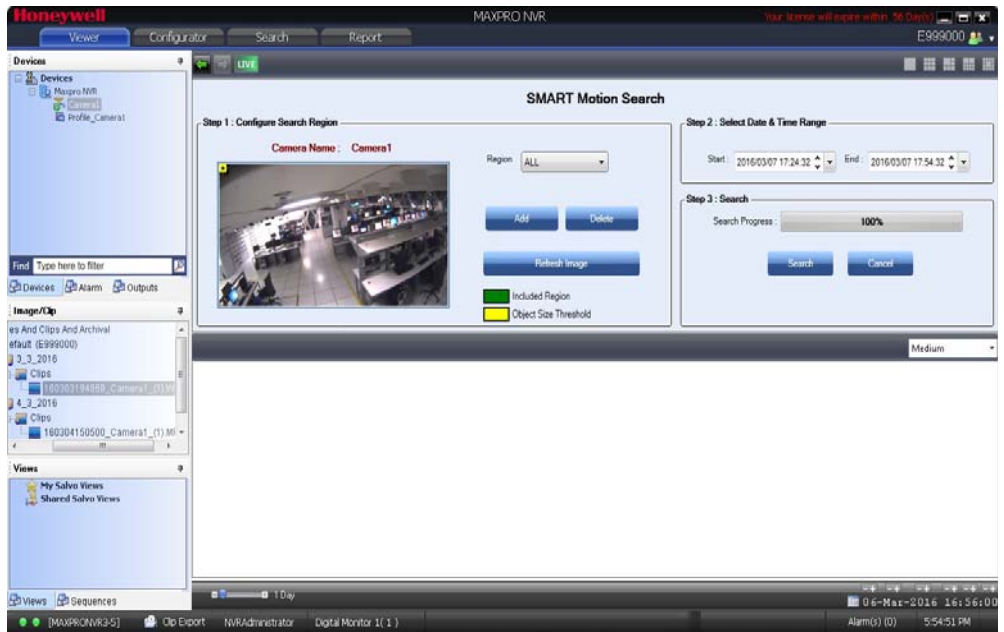 Honeywell
MAXPRO NVR
Your license will expire within 56 Day(s)
Viewer
Configurator
Search
Report
E999000
Devices
LIVE
Devices
Maxpro NVR
Camera1
Profile_Camera1
SMART Motion Search
Step 1 : Configure Search Region
Camera Name : Camera1
Region
ALL
Add
Delete
Refresh Image
Included Region
Object Size Threshold
Step 2 : Select Date & Time Range
Start : 2016/03/07 17:24:32
End : 2016/03/07 17:54:32
Step 3 : Search
Search Progress :
100%
Search
Cancel
Find
Type here to filter
Devices
Alarm
Outputs
Image/Clip
es And Clips And Archival
efault (E999000)
3_3_2016
Clips
4_3_2016
Clips
160304150500_Camera1_(1).Mi
Medium
Views
My Salvo Views
Shared Salvo Views
Views
Sequences
1 Day
06-Mar-2016 16:56:00
[MAXPRONVR3-5]
Clip Export
NVRAdministrator
Digital Monitor 1( 1 )
Alarm(s) (0)
5:54:51 PM